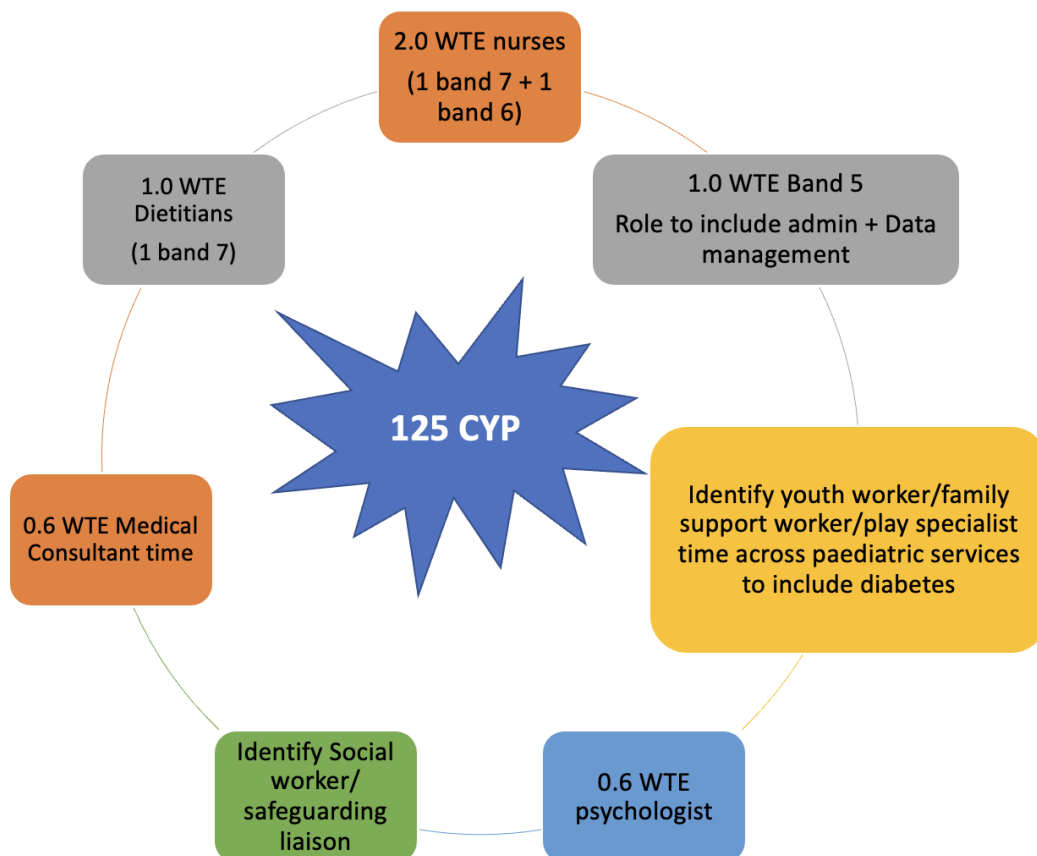 2.0 WTE nurses
(1 band 7 + 1
band 6)
1.0 WTE
Dietitians
(1 band 7)
1.0 WTE Band 5
Role to include admin + Data
management
125 CYP
0.6 WTE Medical
Consultant time
Identify youth worker/family
support worker/play specialist
time across paediatric services
to include diabetes
Identify Social
worker/
safeguarding
liaison
0.6 WTE
psychologist